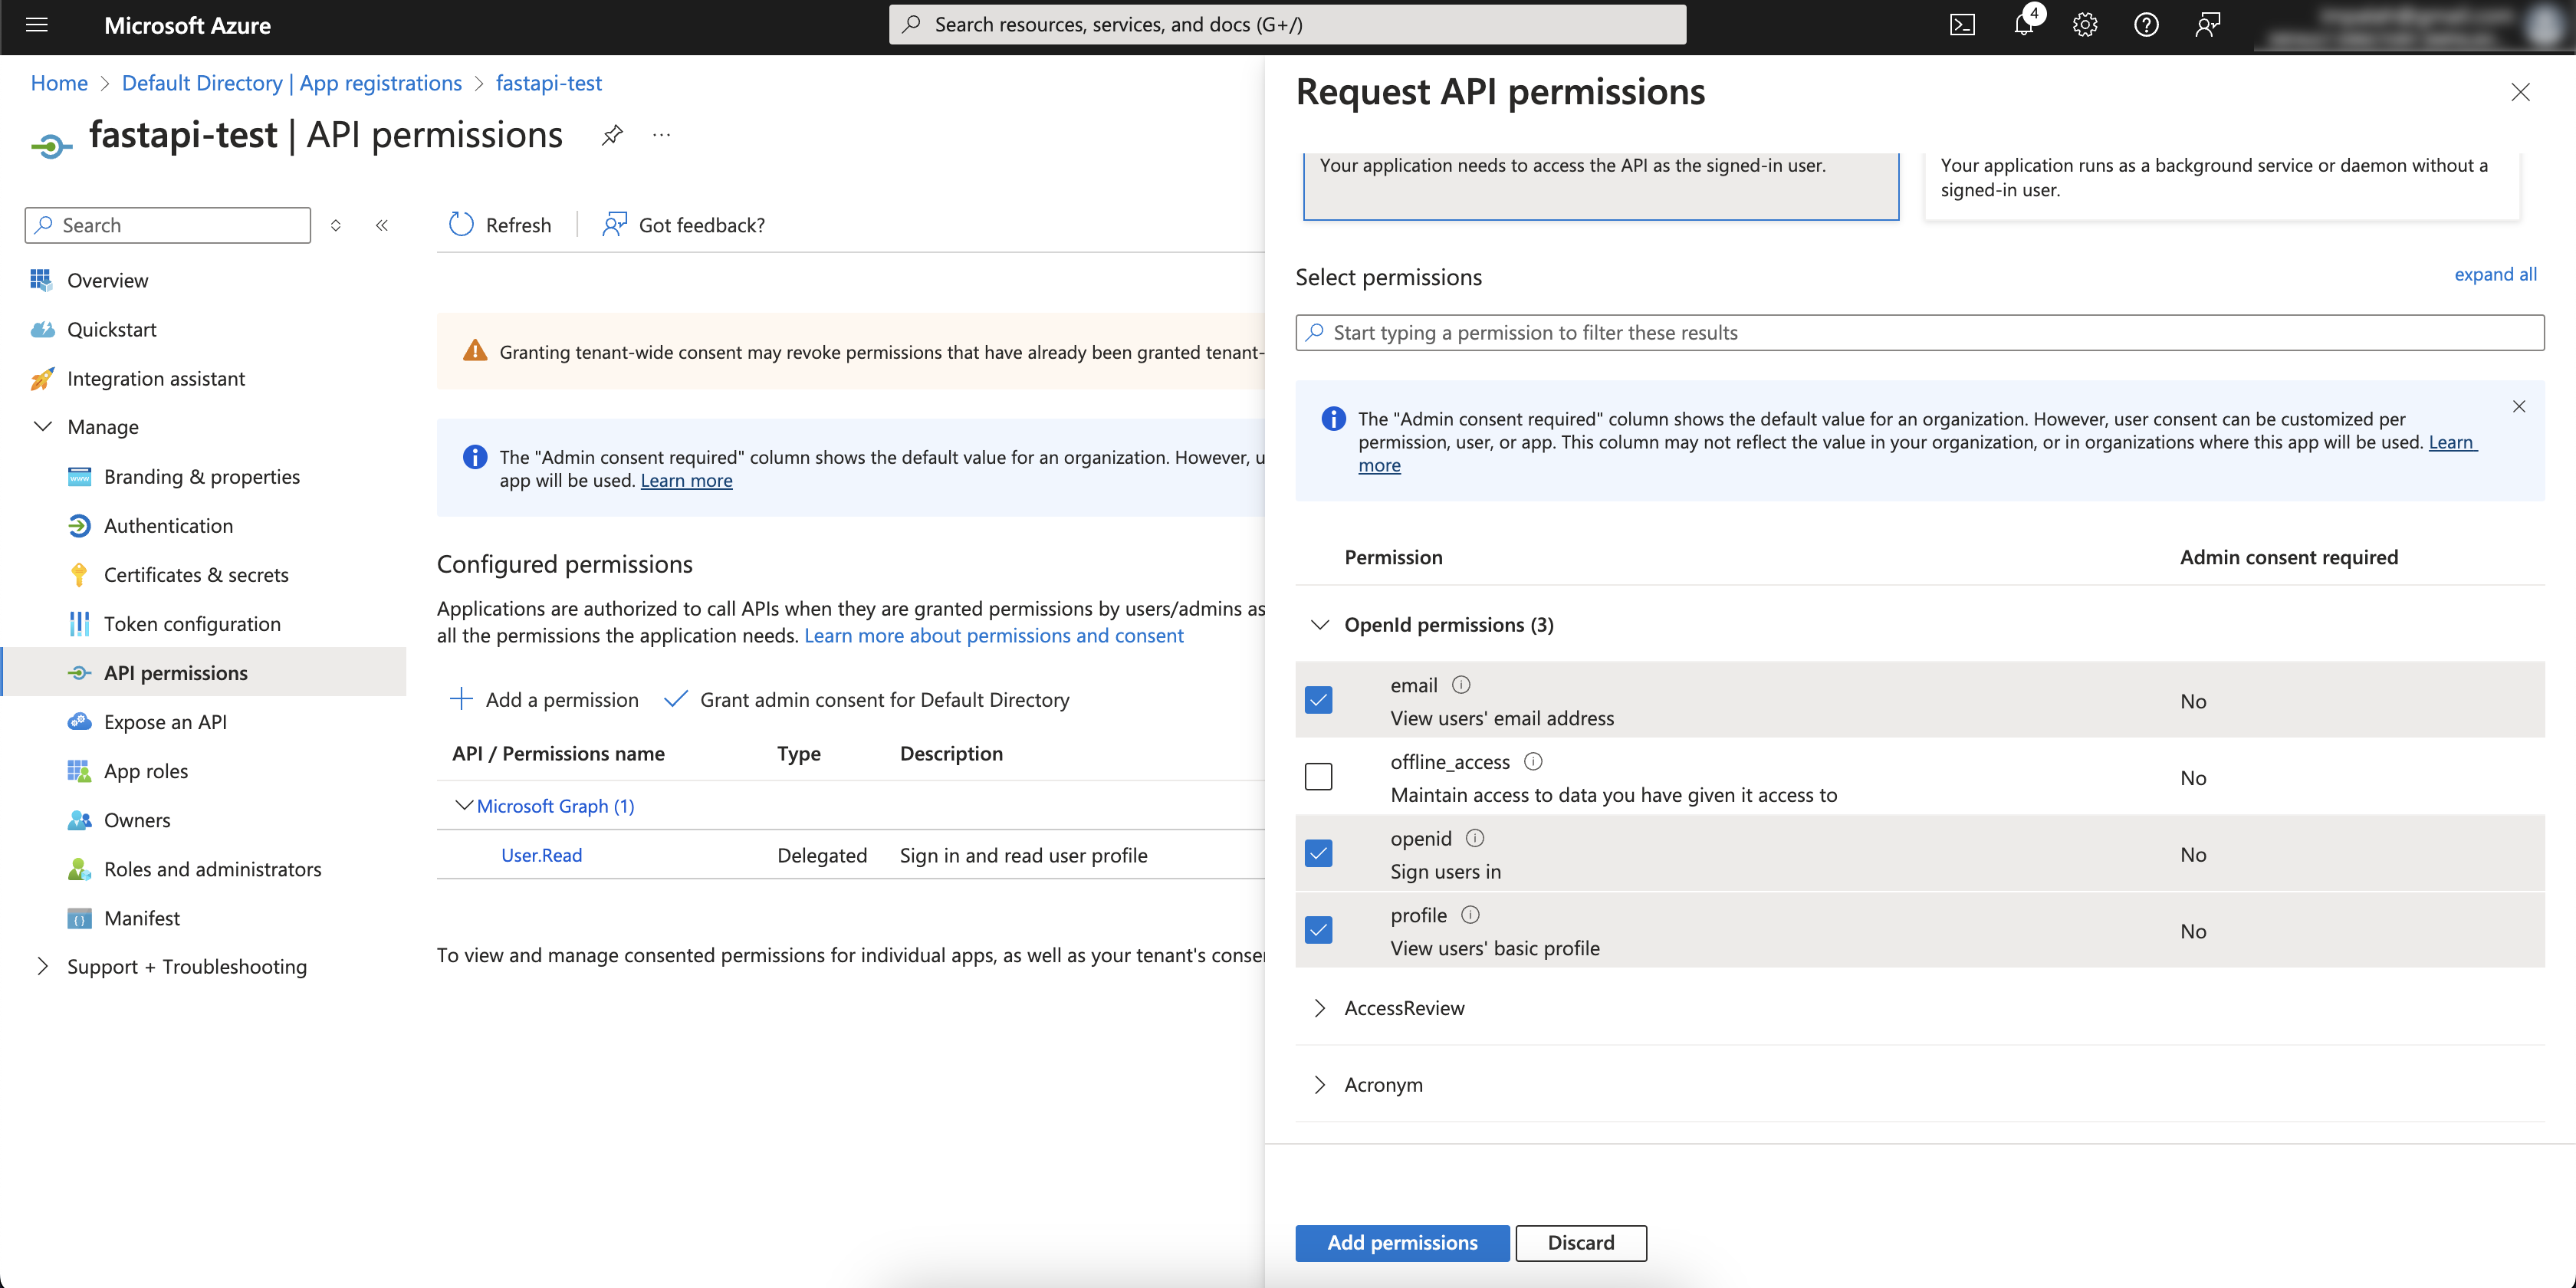 Microsoft Azure
Search resources, services, and docs (G+/)
4
Home > Default Directory | App registrations > fastapi-test
fastapi-test | API permissions
Search
Overview
Quickstart
Integration assistant
Manage
Branding & properties
Authentication
Certificates & secrets
Token configuration
API permissions
Expose an API
App roles
Owners
Roles and administrators
Manifest
Support + Troubleshooting
Refresh
Got feedback?
Granting tenant-wide consent may revoke permissions that have already been granted tenant-
The "Admin consent required" column shows the default value for an organization. However, u
app will be used. Learn more
Configured permissions
Applications are authorized to call APIs when they are granted permissions by users/admins as
all the permissions the application needs. Learn more about permissions and consent
Add a permission
Grant admin consent for Default Directory
API / Permissions name Type Description
Microsoft Graph (1)
User.Read Delegated Sign in and read user profile
To view and manage consented permissions for individual apps, as well as your tenant's conse
Request API permissions
Your application needs to access the API as the signed-in user.
Your application runs as a background service or daemon without a
signed-in user.
Select permissions
expand all
Start typing a permission to filter these results
The "Admin consent required" column shows the default value for an organization. However, user consent can be customized per
permission, user, or app. This column may not reflect the value in your organization, or in organizations where this app will be used. Learn
more
Permission Admin consent required
OpenId permissions (3)
email
View users' email address
No
offline_access
Maintain access to data you have given it access to
No
openid
Sign users in
No
profile
View users' basic profile
No
AccessReview
Acronym
Add permissions
Discard